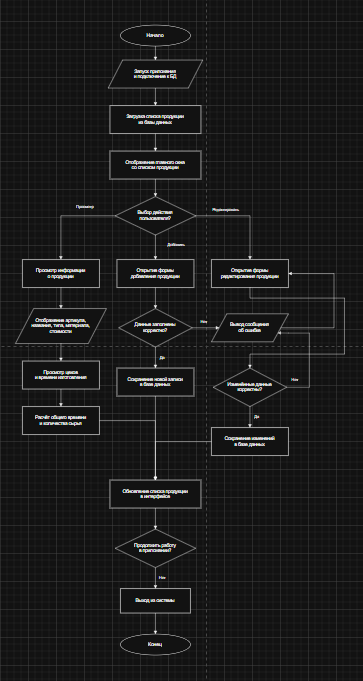 Начало
Запуск приложения
и подключение к БД
Загрузка списка продукции
из базы данных
Отображение главного окна
со списком продукции
Просмотр
Редактировать
Выбор действия
пользователя?
Добавить
Просмотр информации
о продукции
Открытие формы
добавления продукции
Открытие формы
редактирования продукции
Отображение артикула,
названия, типа, материала,
стоимости
Данные заполнены
корректно?
Нет
Вывод сообщения
об ошибке
Да
Просмотр цехов
и времени изготовления
Сохранение новой записи
в базе данных
Изменённые данные
корректны?
Нет
Да
Расчёт общего времени
и количества сырья
Сохранение изменений
в базе данных
Обновление списка продукции
в интерфейсе
Продолжить работу
в приложении?
Нет
Выход из системы
Конец